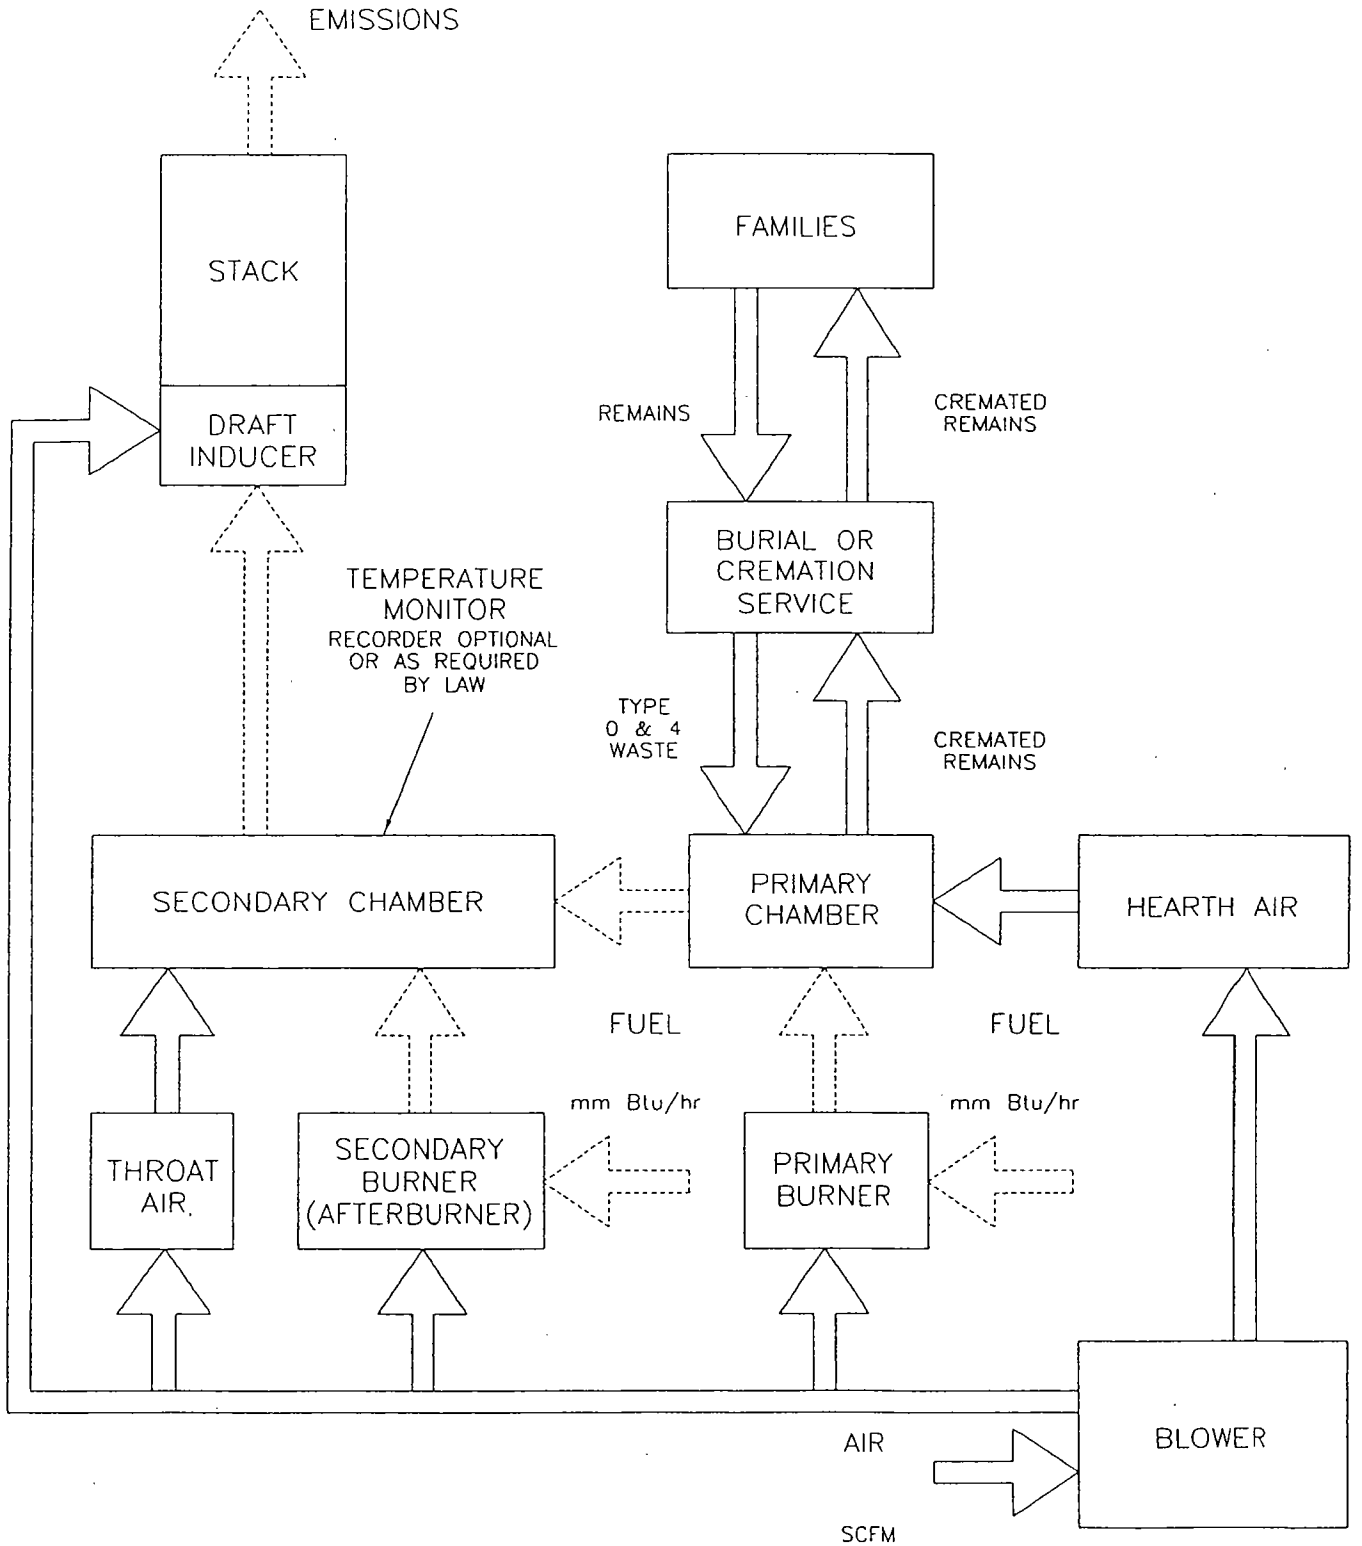 EMISSIONS
STACK
DRAFT
INDUCER
FAMILIES
REMAINS
CREMATED
REMAINS
BURIAL OR
CREMATION
SERVICE
TEMPERATURE
MONITOR
RECORDER OPTIONAL
OR AS REQUIRED
BY LAW
TYPE
0 & 4
WASTE
CREMATED
REMAINS
SECONDARY CHAMBER
PRIMARY
CHAMBER
HEARTH AIR
FUEL
mm Btu/hr
FUEL
mm Btu/hr
THROAT
AIR
SECONDARY
BURNER
(AFTERBURNER)
PRIMARY
BURNER
AIR
SCFM
BLOWER